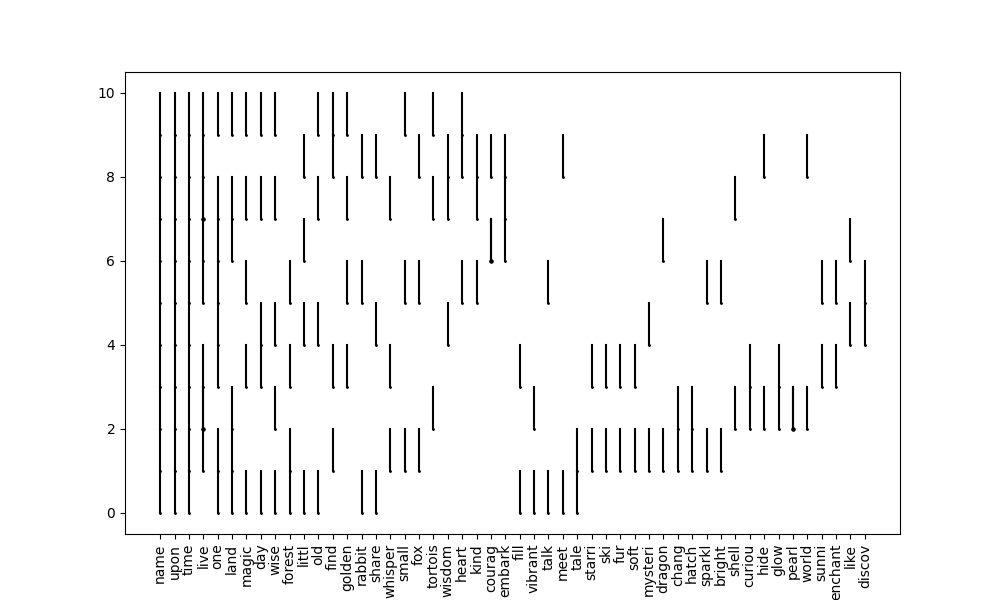 10
8
6
4
2
0
name
upon
time
live
one
land
magic
day
wise
forest
littl
old
find
golden
rabbit
share
whisper
small
fox
tortois
wisdom
heart
kind
courag
embark
fill
vibrant
talk
meet
tale
starri
ski
fur
soft
mysteri
dragon
chang
hatch
sparkl
bright
shell
curiou
hide
glow
pearl
world
sunni
enchant
like
discov